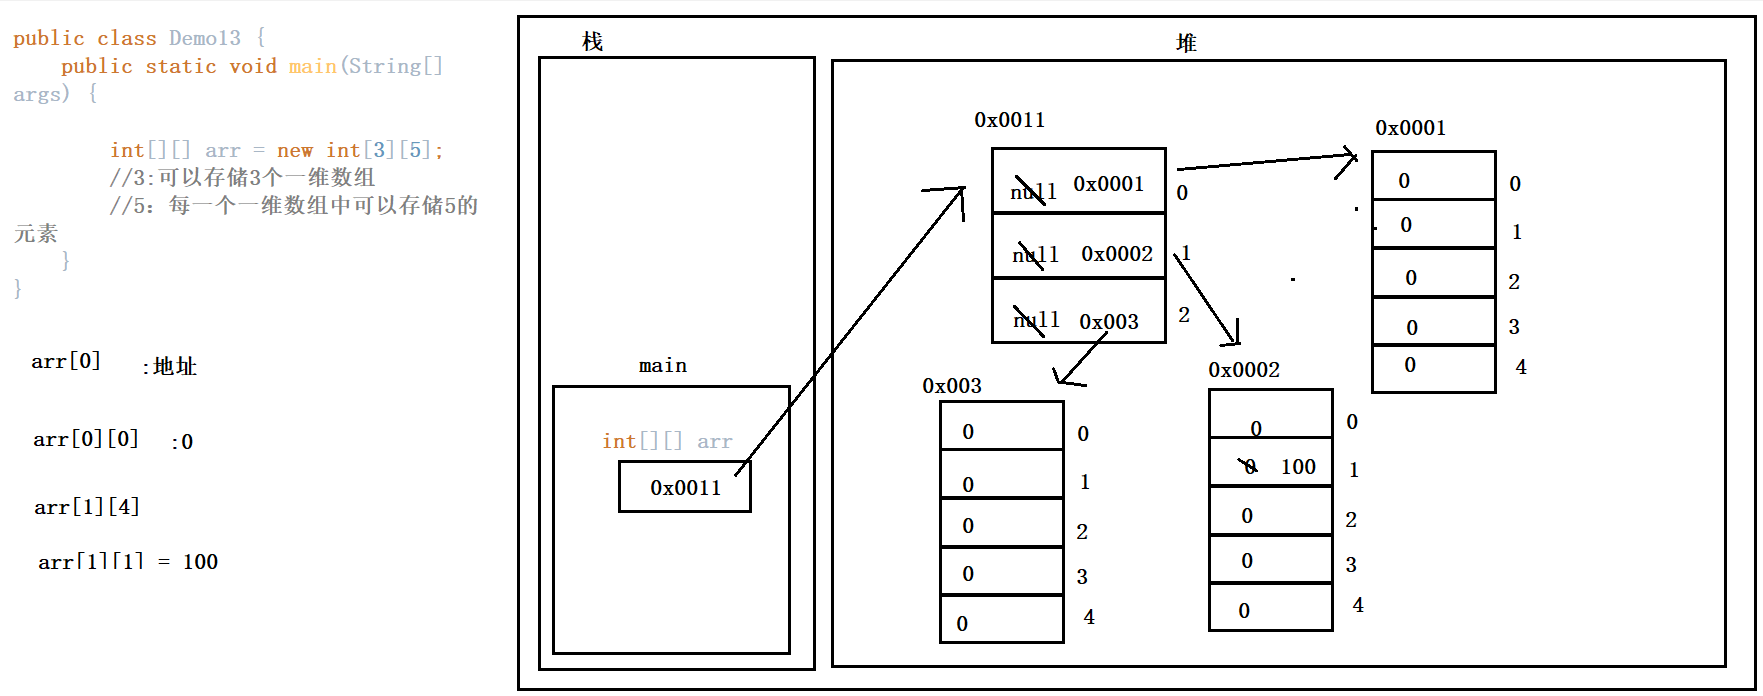 public class Demo13 {
public static void main(String[]
args) {
int[][] arr = new int[3][5];
//3:可以存储3个一维数组
//5：每一个一维数组中可以存储5的
元素
}
}
arr[0] :地址
arr[0][0] :0
arr[1][4]
arr[1][1] = 100
栈
main
int[][] arr
0x0011
堆
0x0011
null 0x0001 0
null 0x0002 1
null 0x003 2
0x0001
0 0
0 1
0 2
0 3
0 4
0x003
0 0
0 1
0 2
0 3
0 4
0x0002
0 0
0 100 1
0 2
0 3
0 4